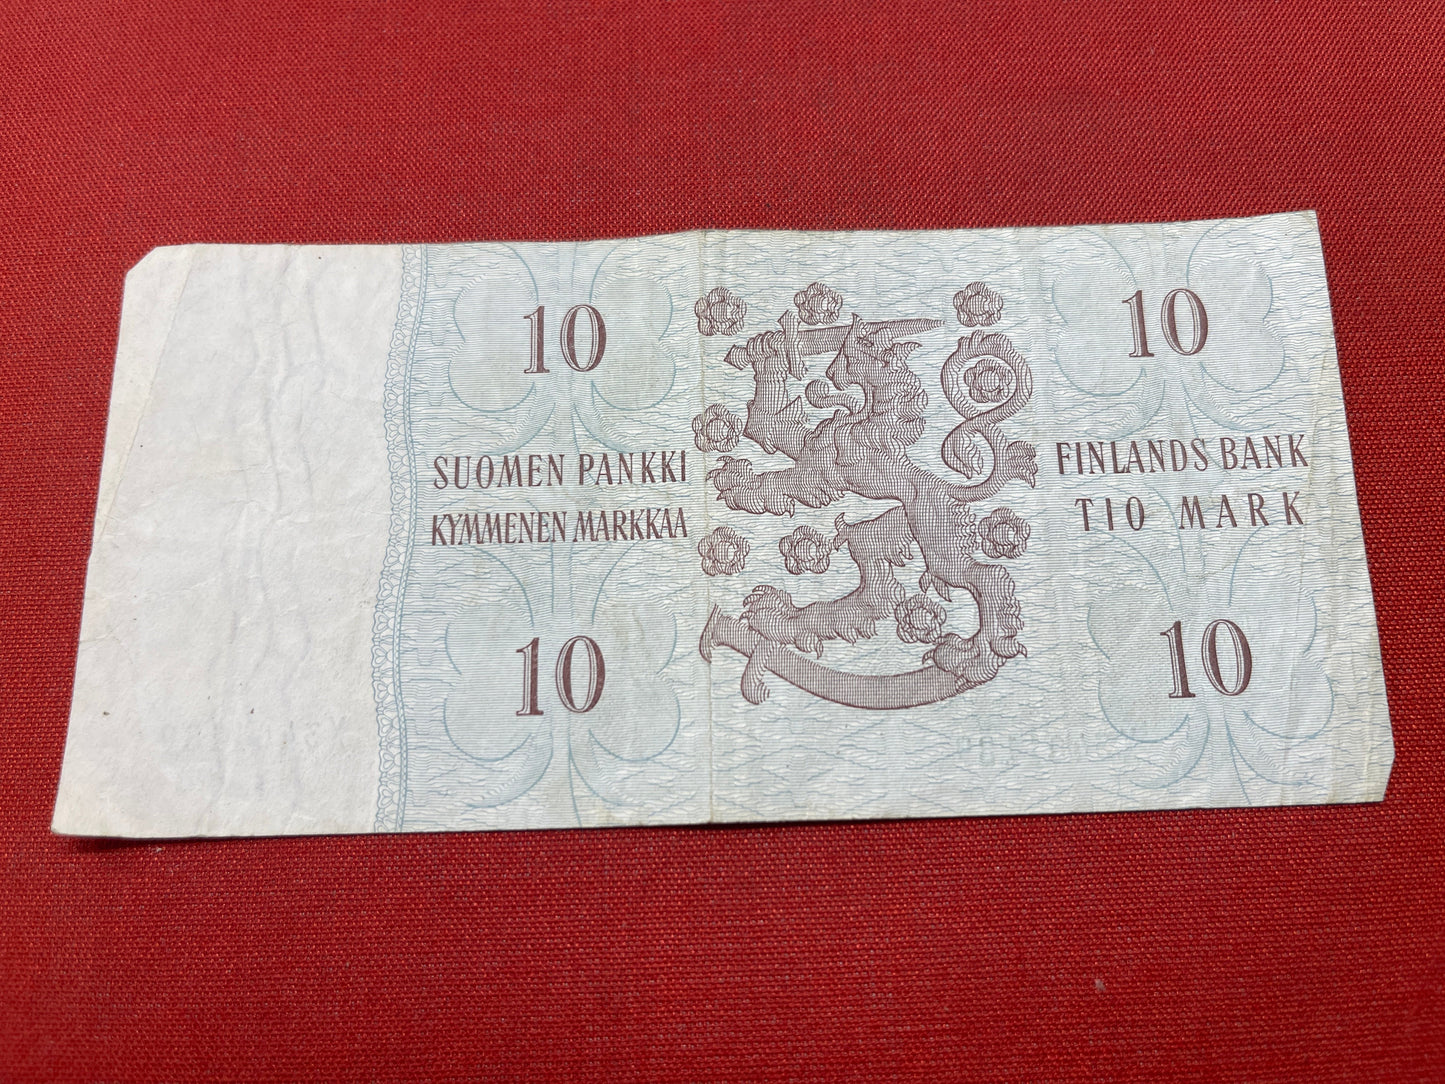 10
10
SUOMEN PANKKI
KYMMENEN MARKKAA
FINLANDS BANK
TIO MARK
10
10